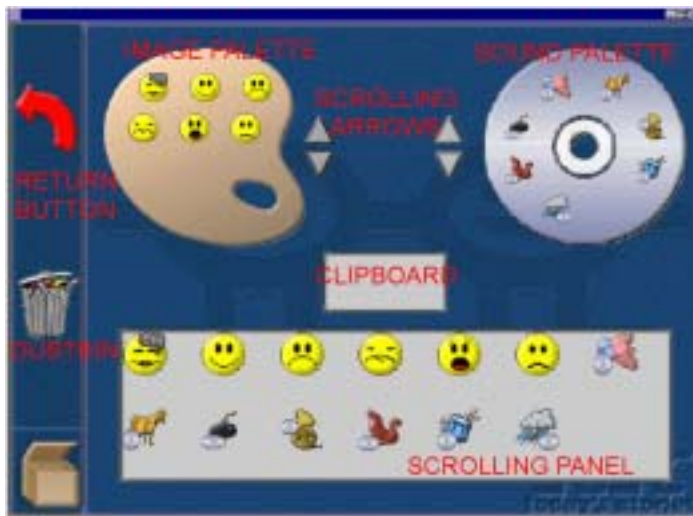 IMAGE PALETTE
SOUND PALETTE
SCROLLING
ARROWS
RETURN
BUTTON
CLIPBOARD
DUSTBIN
SCROLLING PANEL